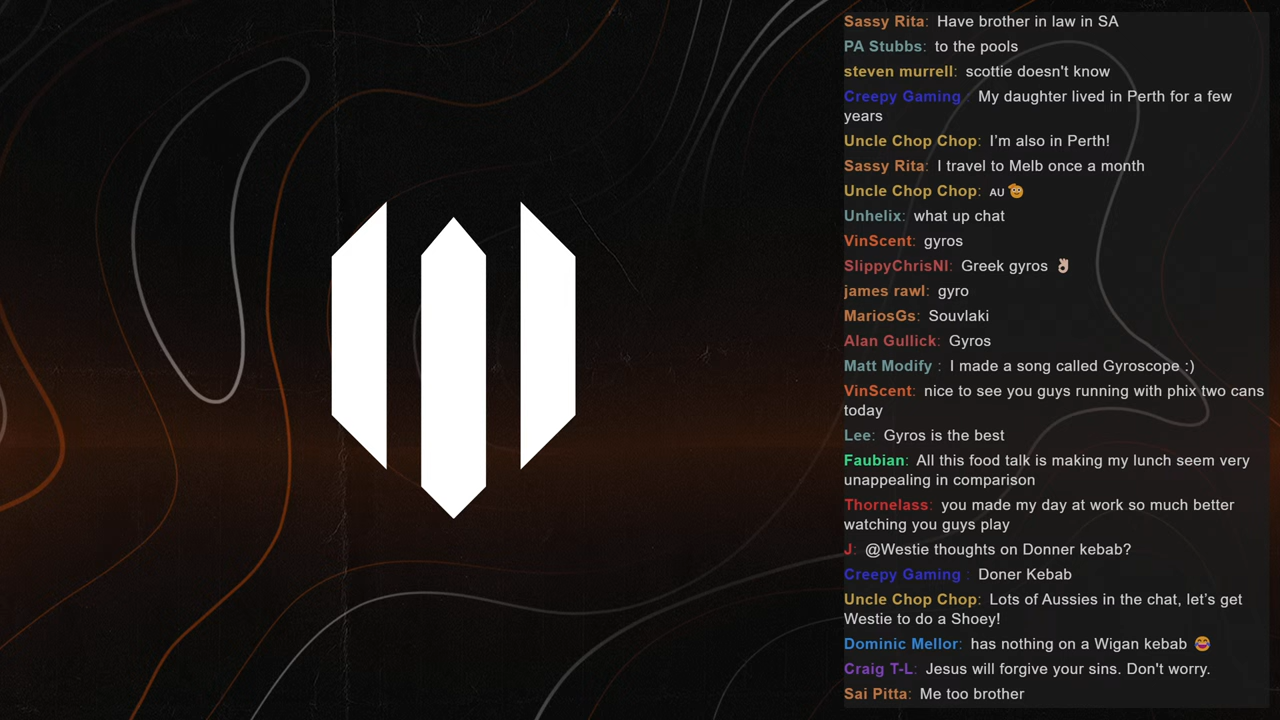 Sassy Rita: Have brother in law in SA
PA Stubbs: to the pools
steven murrell: scottie doesn't know
Creepy Gaming : My daughter lived in Perth for a few
years
Uncle Chop Chop: I'm also in Perth!
Sassy Rita: I travel to Melb once a month
Uncle Chop Chop: AU
Unhelix: what up chat
VinScent: gyros
SlippyChrisNI: Greek gyros 👌🏼
james rawl: gyro
MariosGs: Souvlaki
Alan Gullick: Gyros
Matt Modify : I made a song called Gyroscope :)
VinScent: nice to see you guys running with phix two cans
today
Lee: Gyros is the best
Faubian: All this food talk is making my lunch seem very
unappealing in comparison
Thornelass: you made my day at work so much better
watching you guys play
J: @Westie thoughts on Donner kebab?
Creepy Gaming : Doner Kebab
Uncle Chop Chop: Lots of Aussies in the chat, let’s get
Westie to do a Shoey!
Dominic Mellor: has nothing on a Wigan kebab 😂
Craig T-L: Jesus will forgive your sins. Don't worry.
Sai Pitta: Me too brother